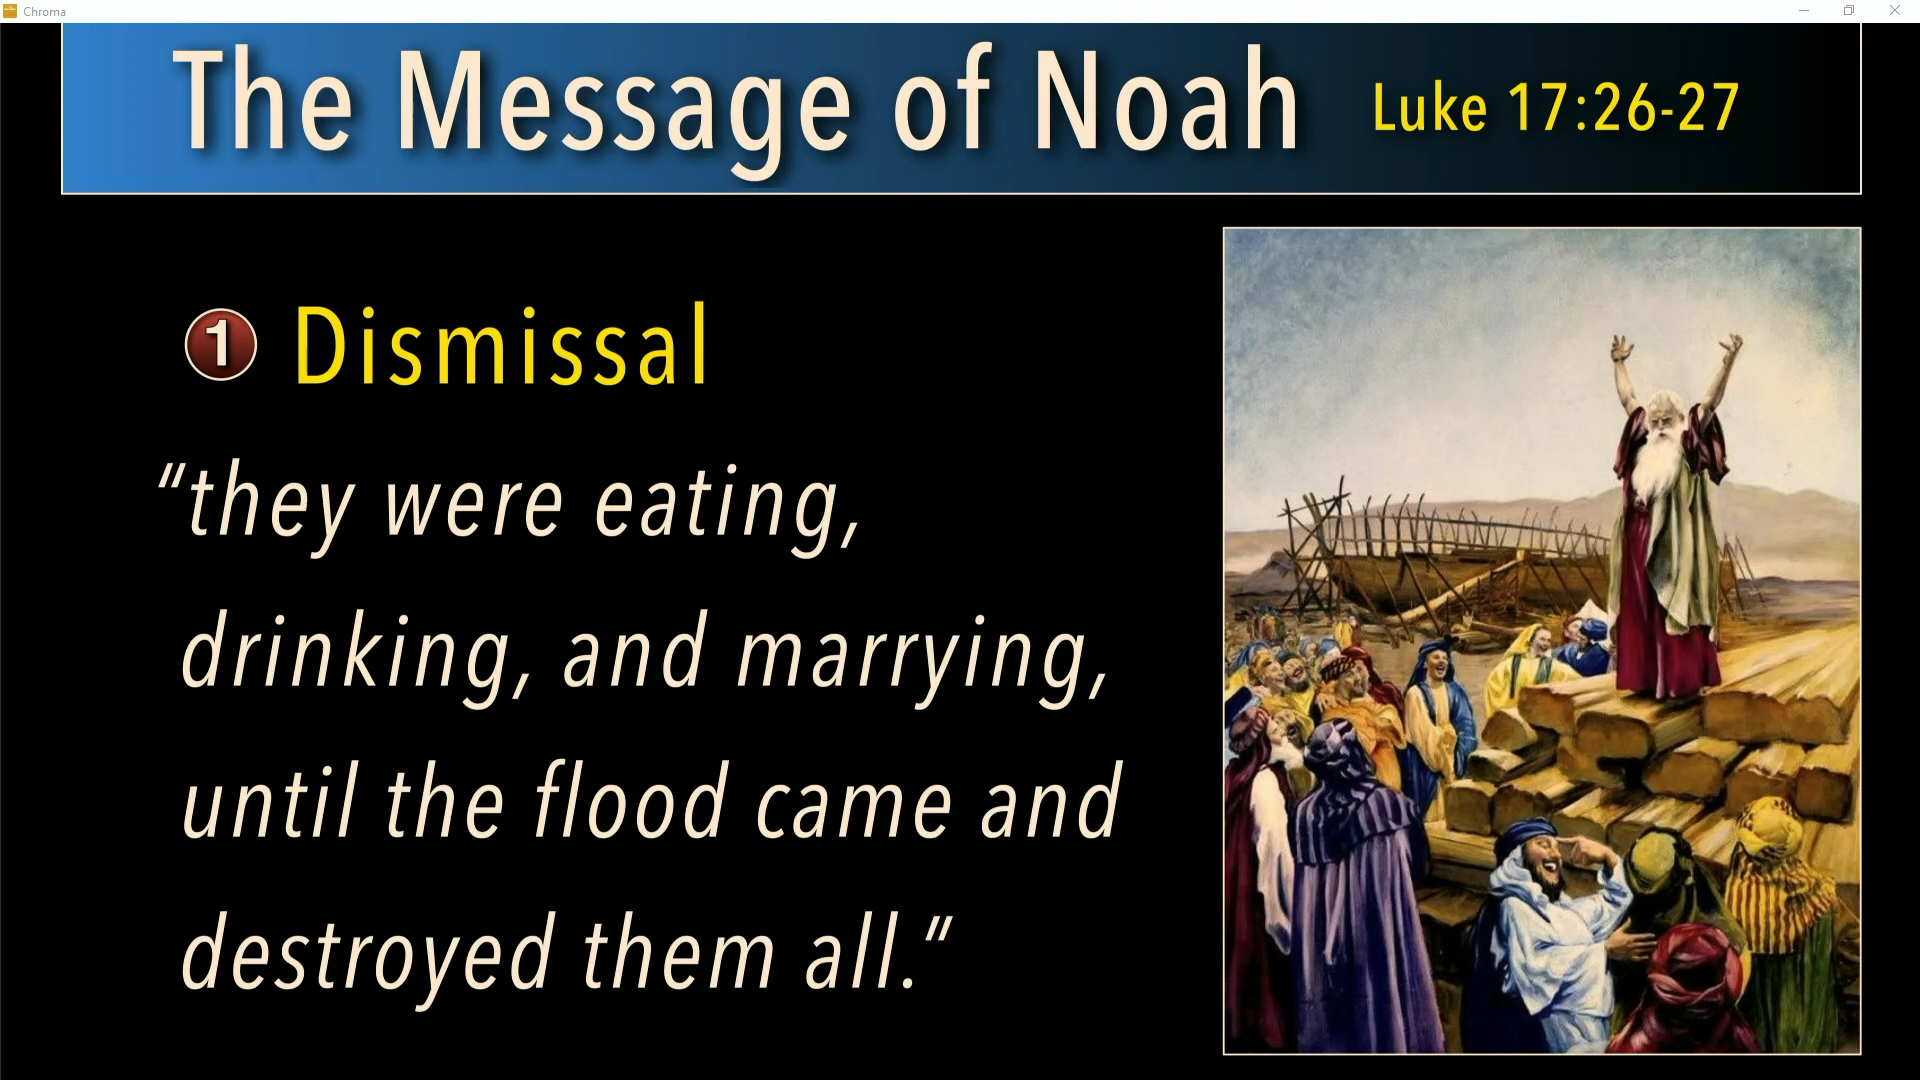 Chroma
The Message of Noah Luke 17:26-27
1 Dismissal
“they were eating,
drinking, and marrying,
until the flood came and
destroyed them all.”